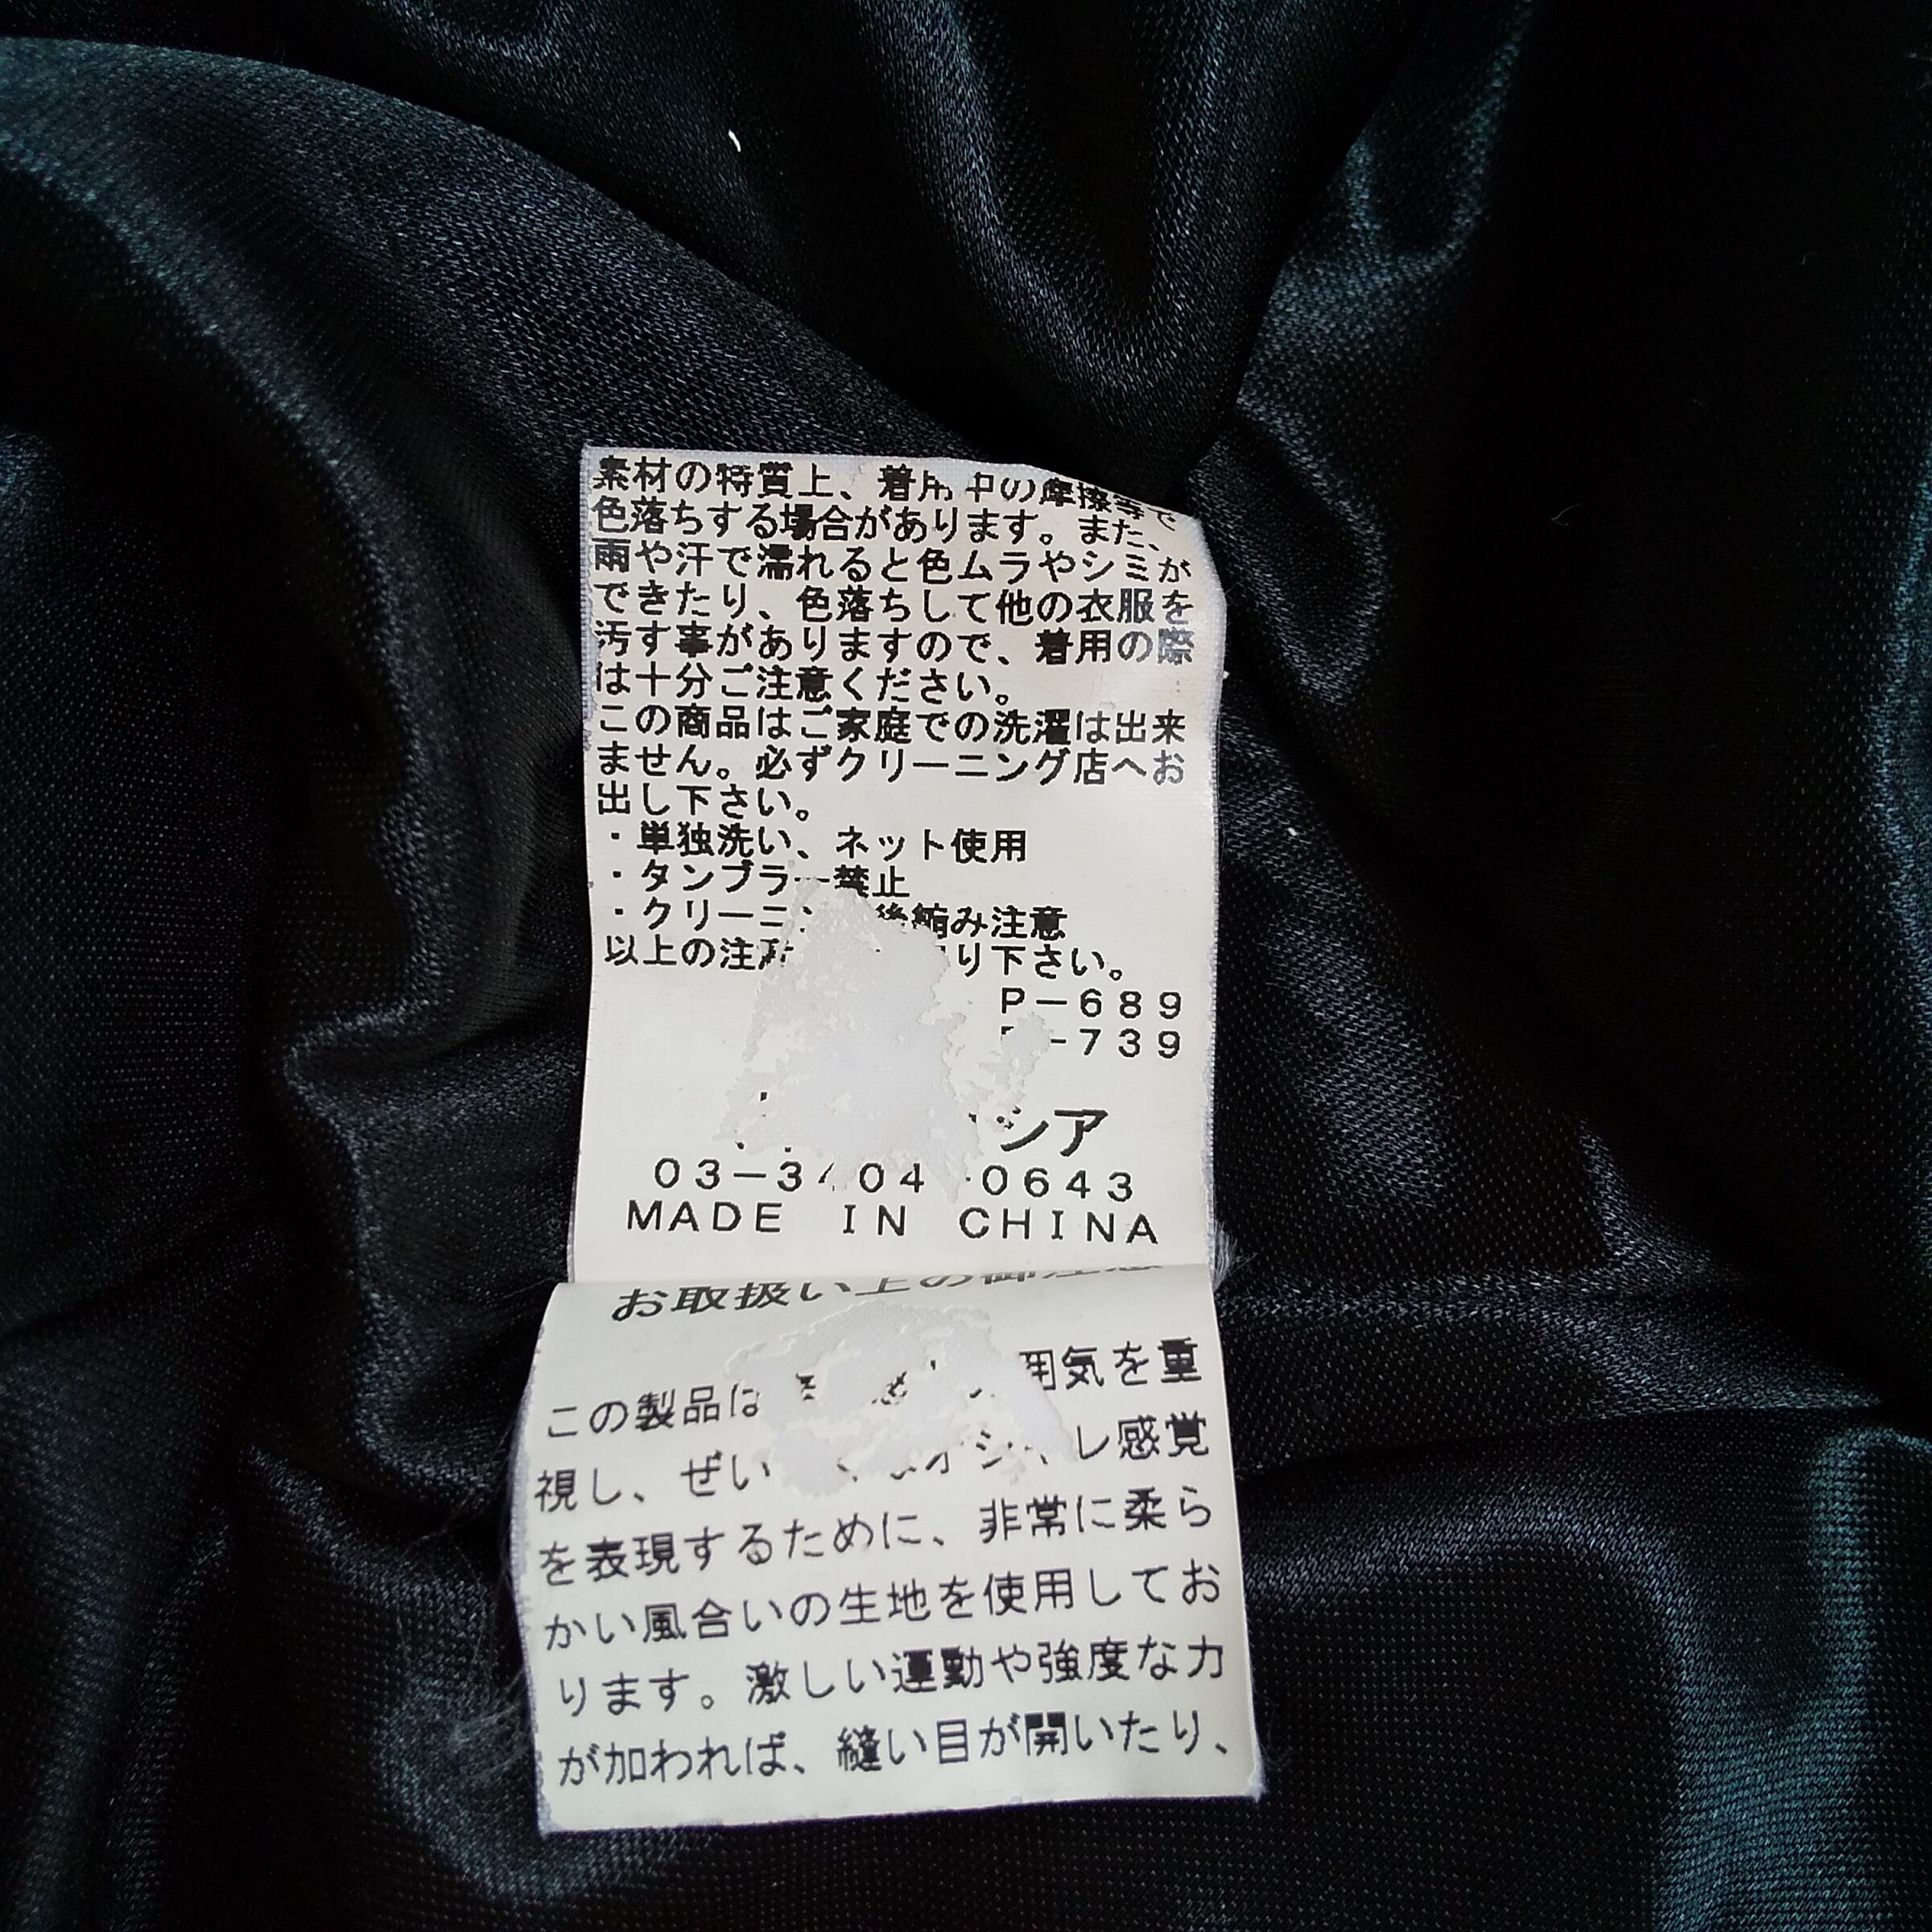 素材の特質上、着用中の摩擦等で
色落ちする場合があります。また、
雨や汗で濡れると色ムラやシミが
できたり、色落ちして他の衣服を
汚す事がありますので、着用の際
は十分ご注意ください。
この商品はご家庭での洗濯は出来
ません。必ずクリーニング店へお
出し下さい。
・単独洗い、ネット使用
・タンブラー禁止
・クリーニ 後縮み注意
以上の注 り下さい。
P-689
-739
シア
03-3 04 0643
MADE IN CHINA
お取扱い上の御注意
この製品は 囲気を重
視し、ぜい レ感覚
を表現するために、非常に柔ら
かい風合いの生地を使用してお
ります。激しい運動や強度な力
が加われば、縫い目が開いたり、